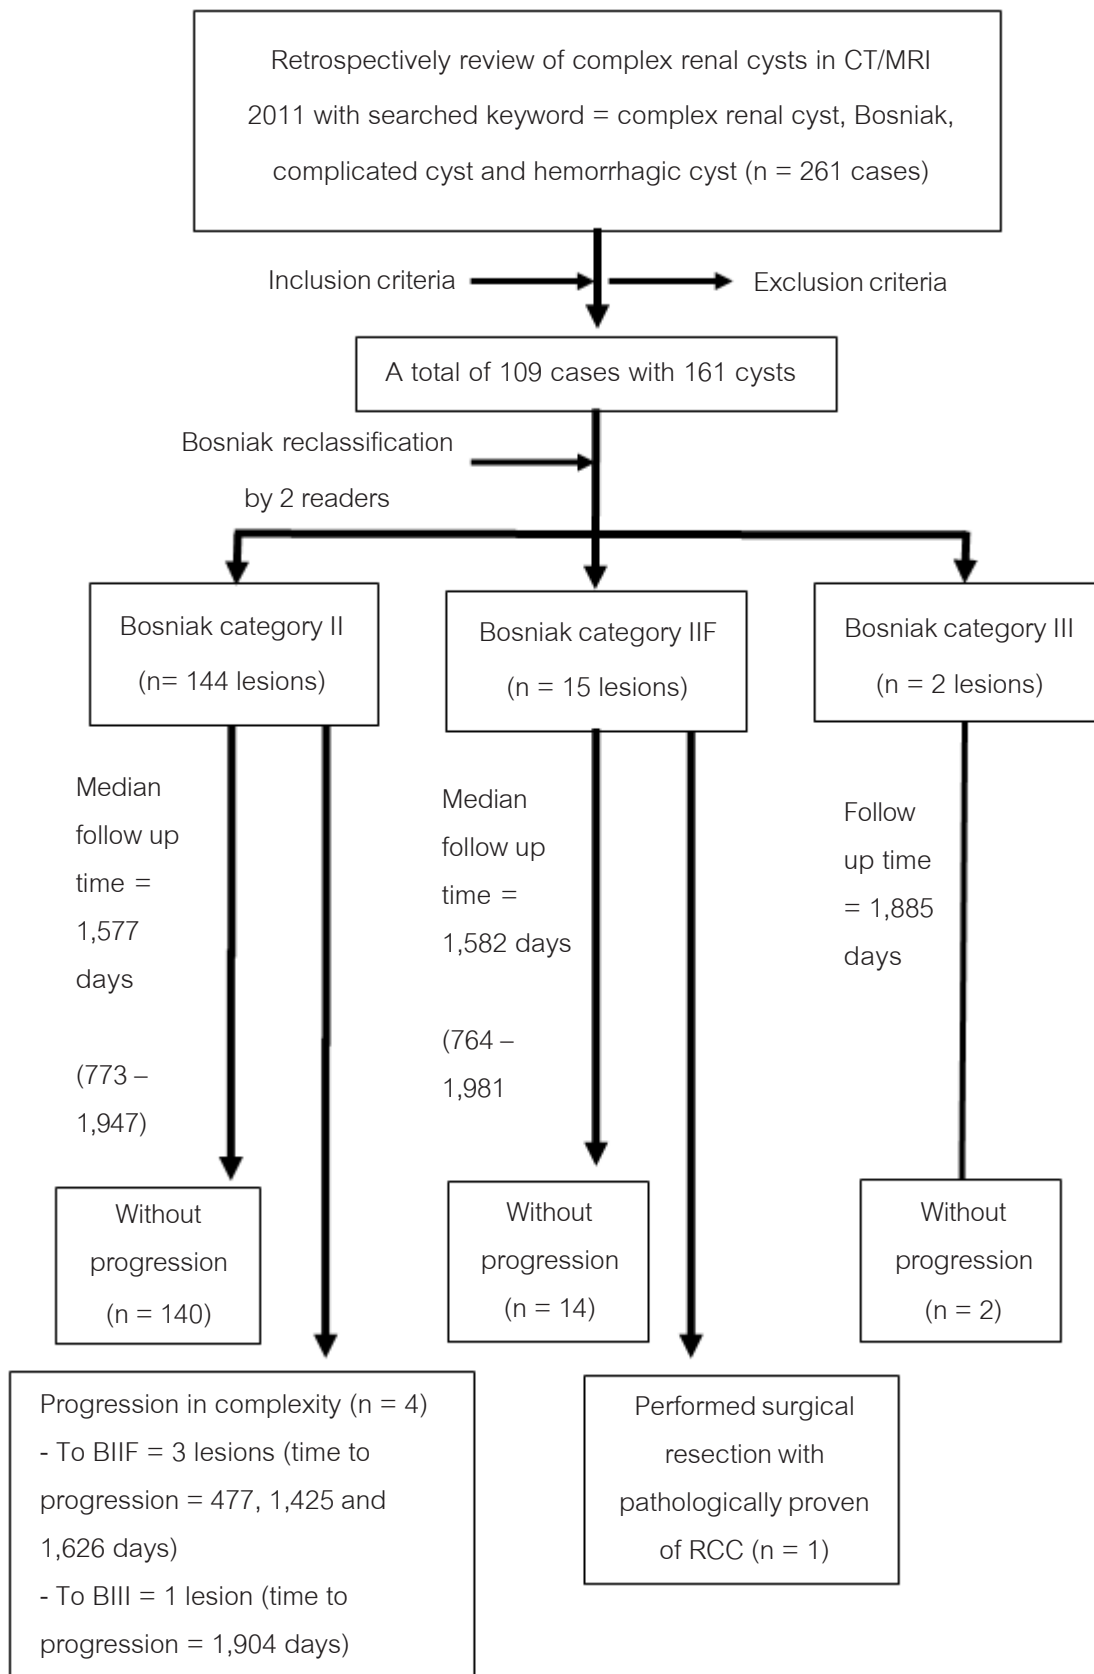 Retrospectively review of complex renal cysts in CT/MRI
2011 with searched keyword = complex renal cyst, Bosniak,
complicated cyst and hemorrhagic cyst (n = 261 cases)
Inclusion criteria
Exclusion criteria
A total of 109 cases with 161 cysts
Bosniak reclassification
by 2 readers
Bosniak category II
(n= 144 lesions)
Bosniak category IIF
(n = 15 lesions)
Bosniak category III
(n = 2 lesions)
Median
follow up
time =
1,577
days
(773 –
1,947)
Median
follow up
time =
1,582 days
(764 –
1,981
Follow
up time
= 1,885
days
Without
progression
(n = 140)
Without
progression
(n = 14)
Without
progression
(n = 2)
Progression in complexity (n = 4)
- To BIIF = 3 lesions (time to
progression = 477, 1,425 and
1,626 days)
- To BIII = 1 lesion (time to
progression = 1,904 days)
Performed surgical
resection with
pathologically proven
of RCC (n = 1)